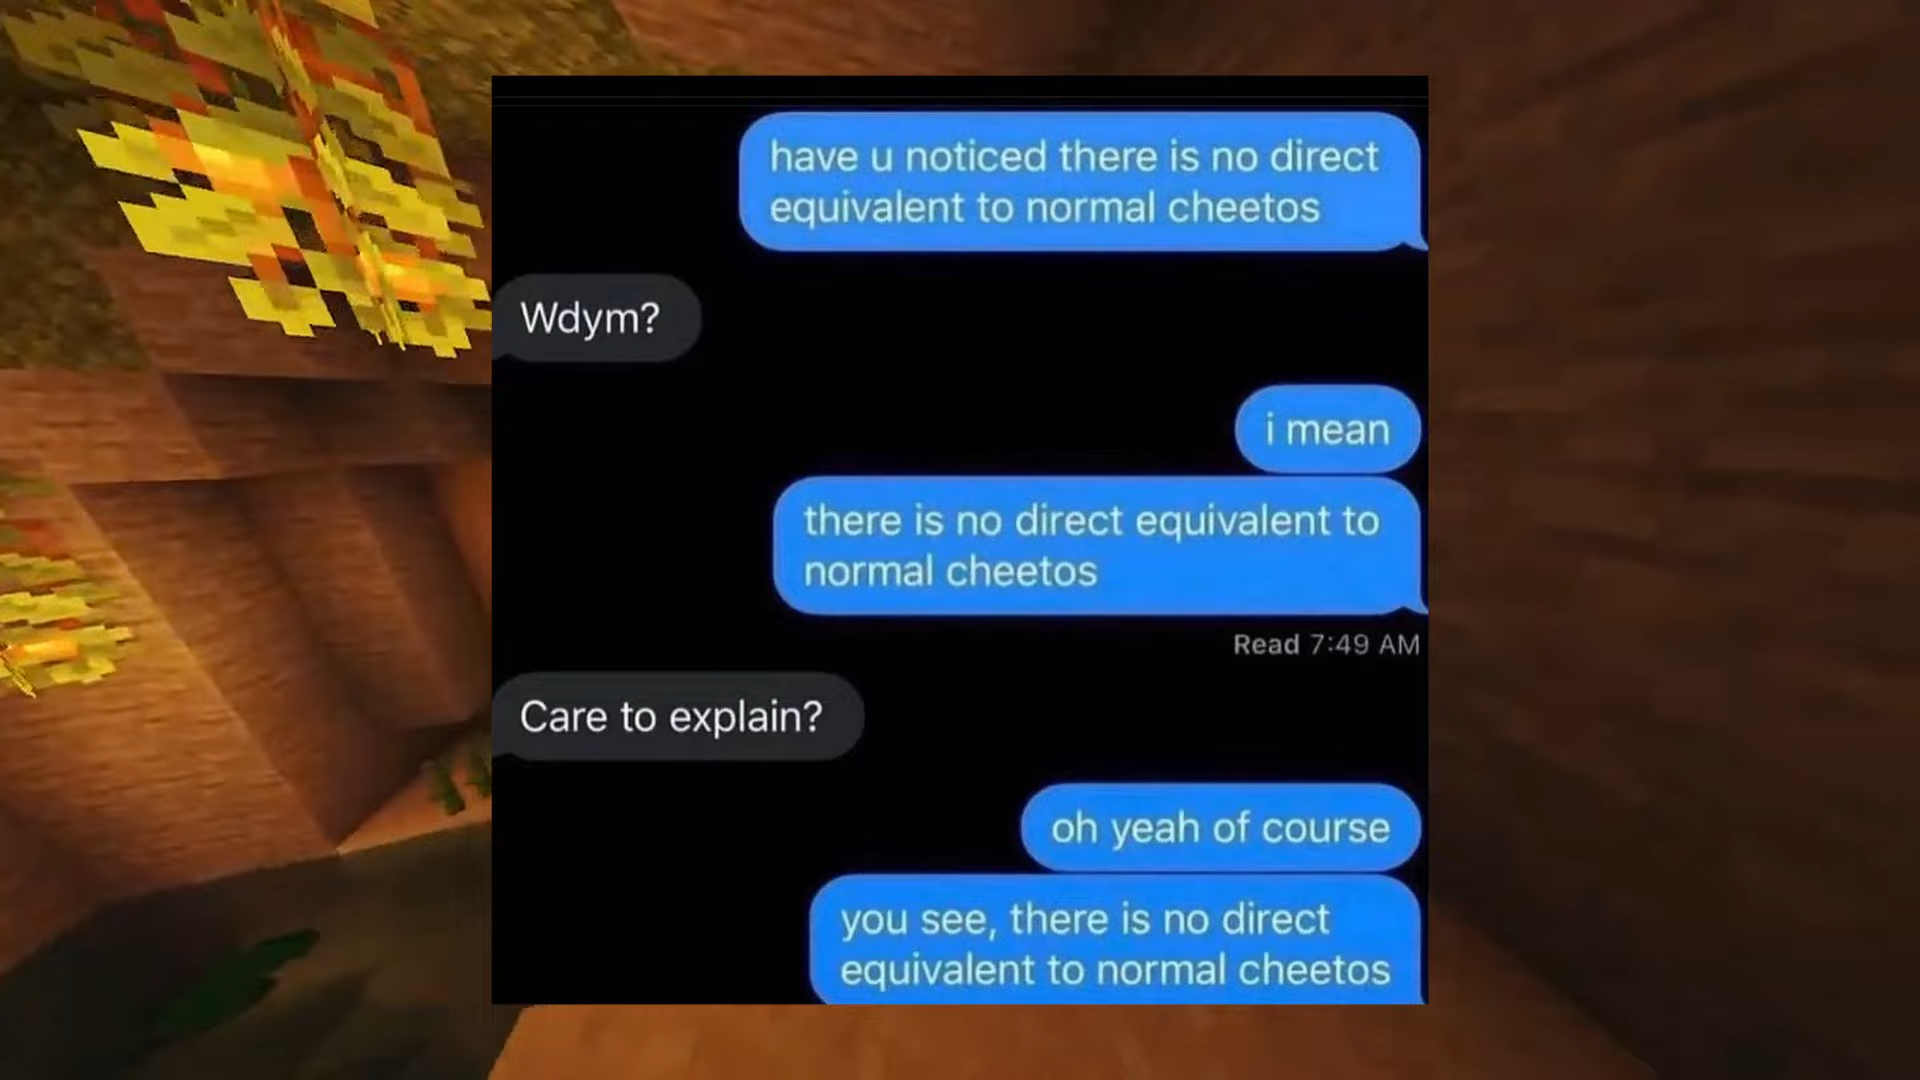 have u noticed there is no direct
equivalent to normal cheetos
Wdym?
i mean
there is no direct equivalent to
normal cheetos
Read 7:49 AM
Care to explain?
oh yeah of course
you see, there is no direct
equivalent to normal cheetos